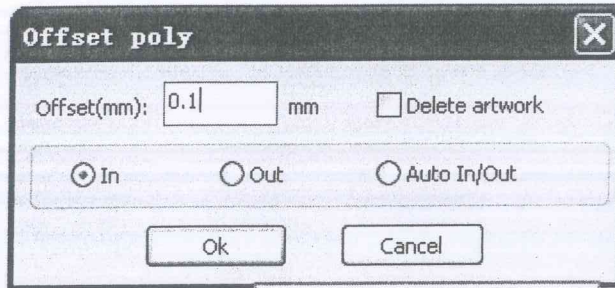 Offset poly
Offset(mm): 0.1 mm Delete artwork
In Out Auto In/Out
Ok Cancel